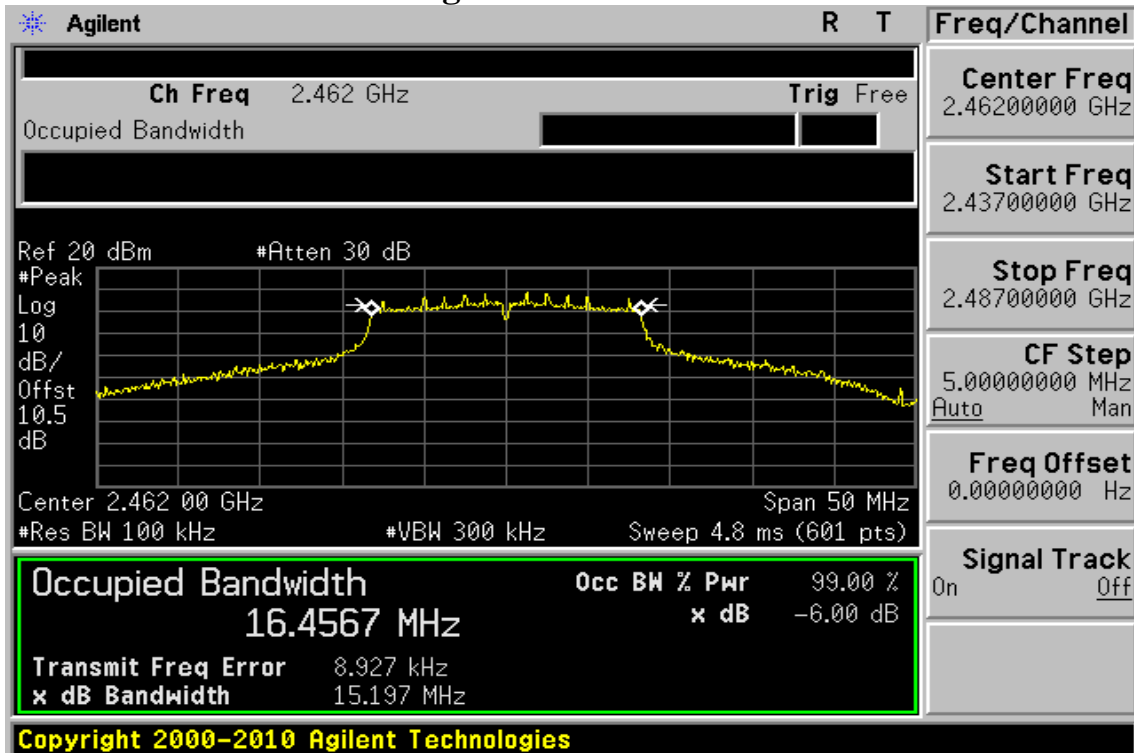 Agilent R T Freq/Channel
Ch Freq 2.462 GHz Trig Free
Occupied Bandwidth
Center Freq
2.46200000 GHz
Start Freq
2.43700000 GHz
Stop Freq
2.48700000 GHz
CF Step
5.00000000 MHz
Auto Man
Freq Offset
0.00000000 Hz
Signal Track
On Off
Ref 20 dBm #Atten 30 dB
#Peak
Log
10
dB/
Offst
10.5
dB
Center 2.462 00 GHz Span 50 MHz
#Res BW 100 kHz #VBW 300 kHz Sweep 4.8 ms (601 pts)
Occupied Bandwidth Occ BW % Pwr 99.00 %
16.4567 MHz x dB -6.00 dB
Transmit Freq Error 8.927 kHz
x dB Bandwidth 15.197 MHz
Copyright 2000-2010 Agilent Technologies